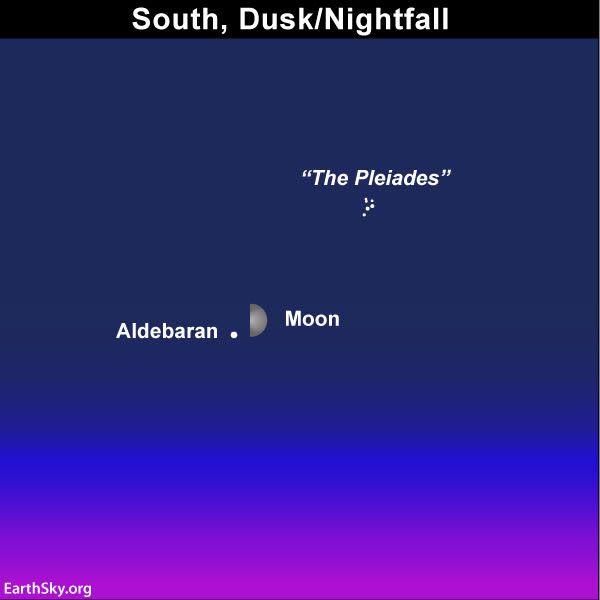 South, Dusk/Nightfall
“The Pleiades”
Moon
Aldebaran
EarthSky.org